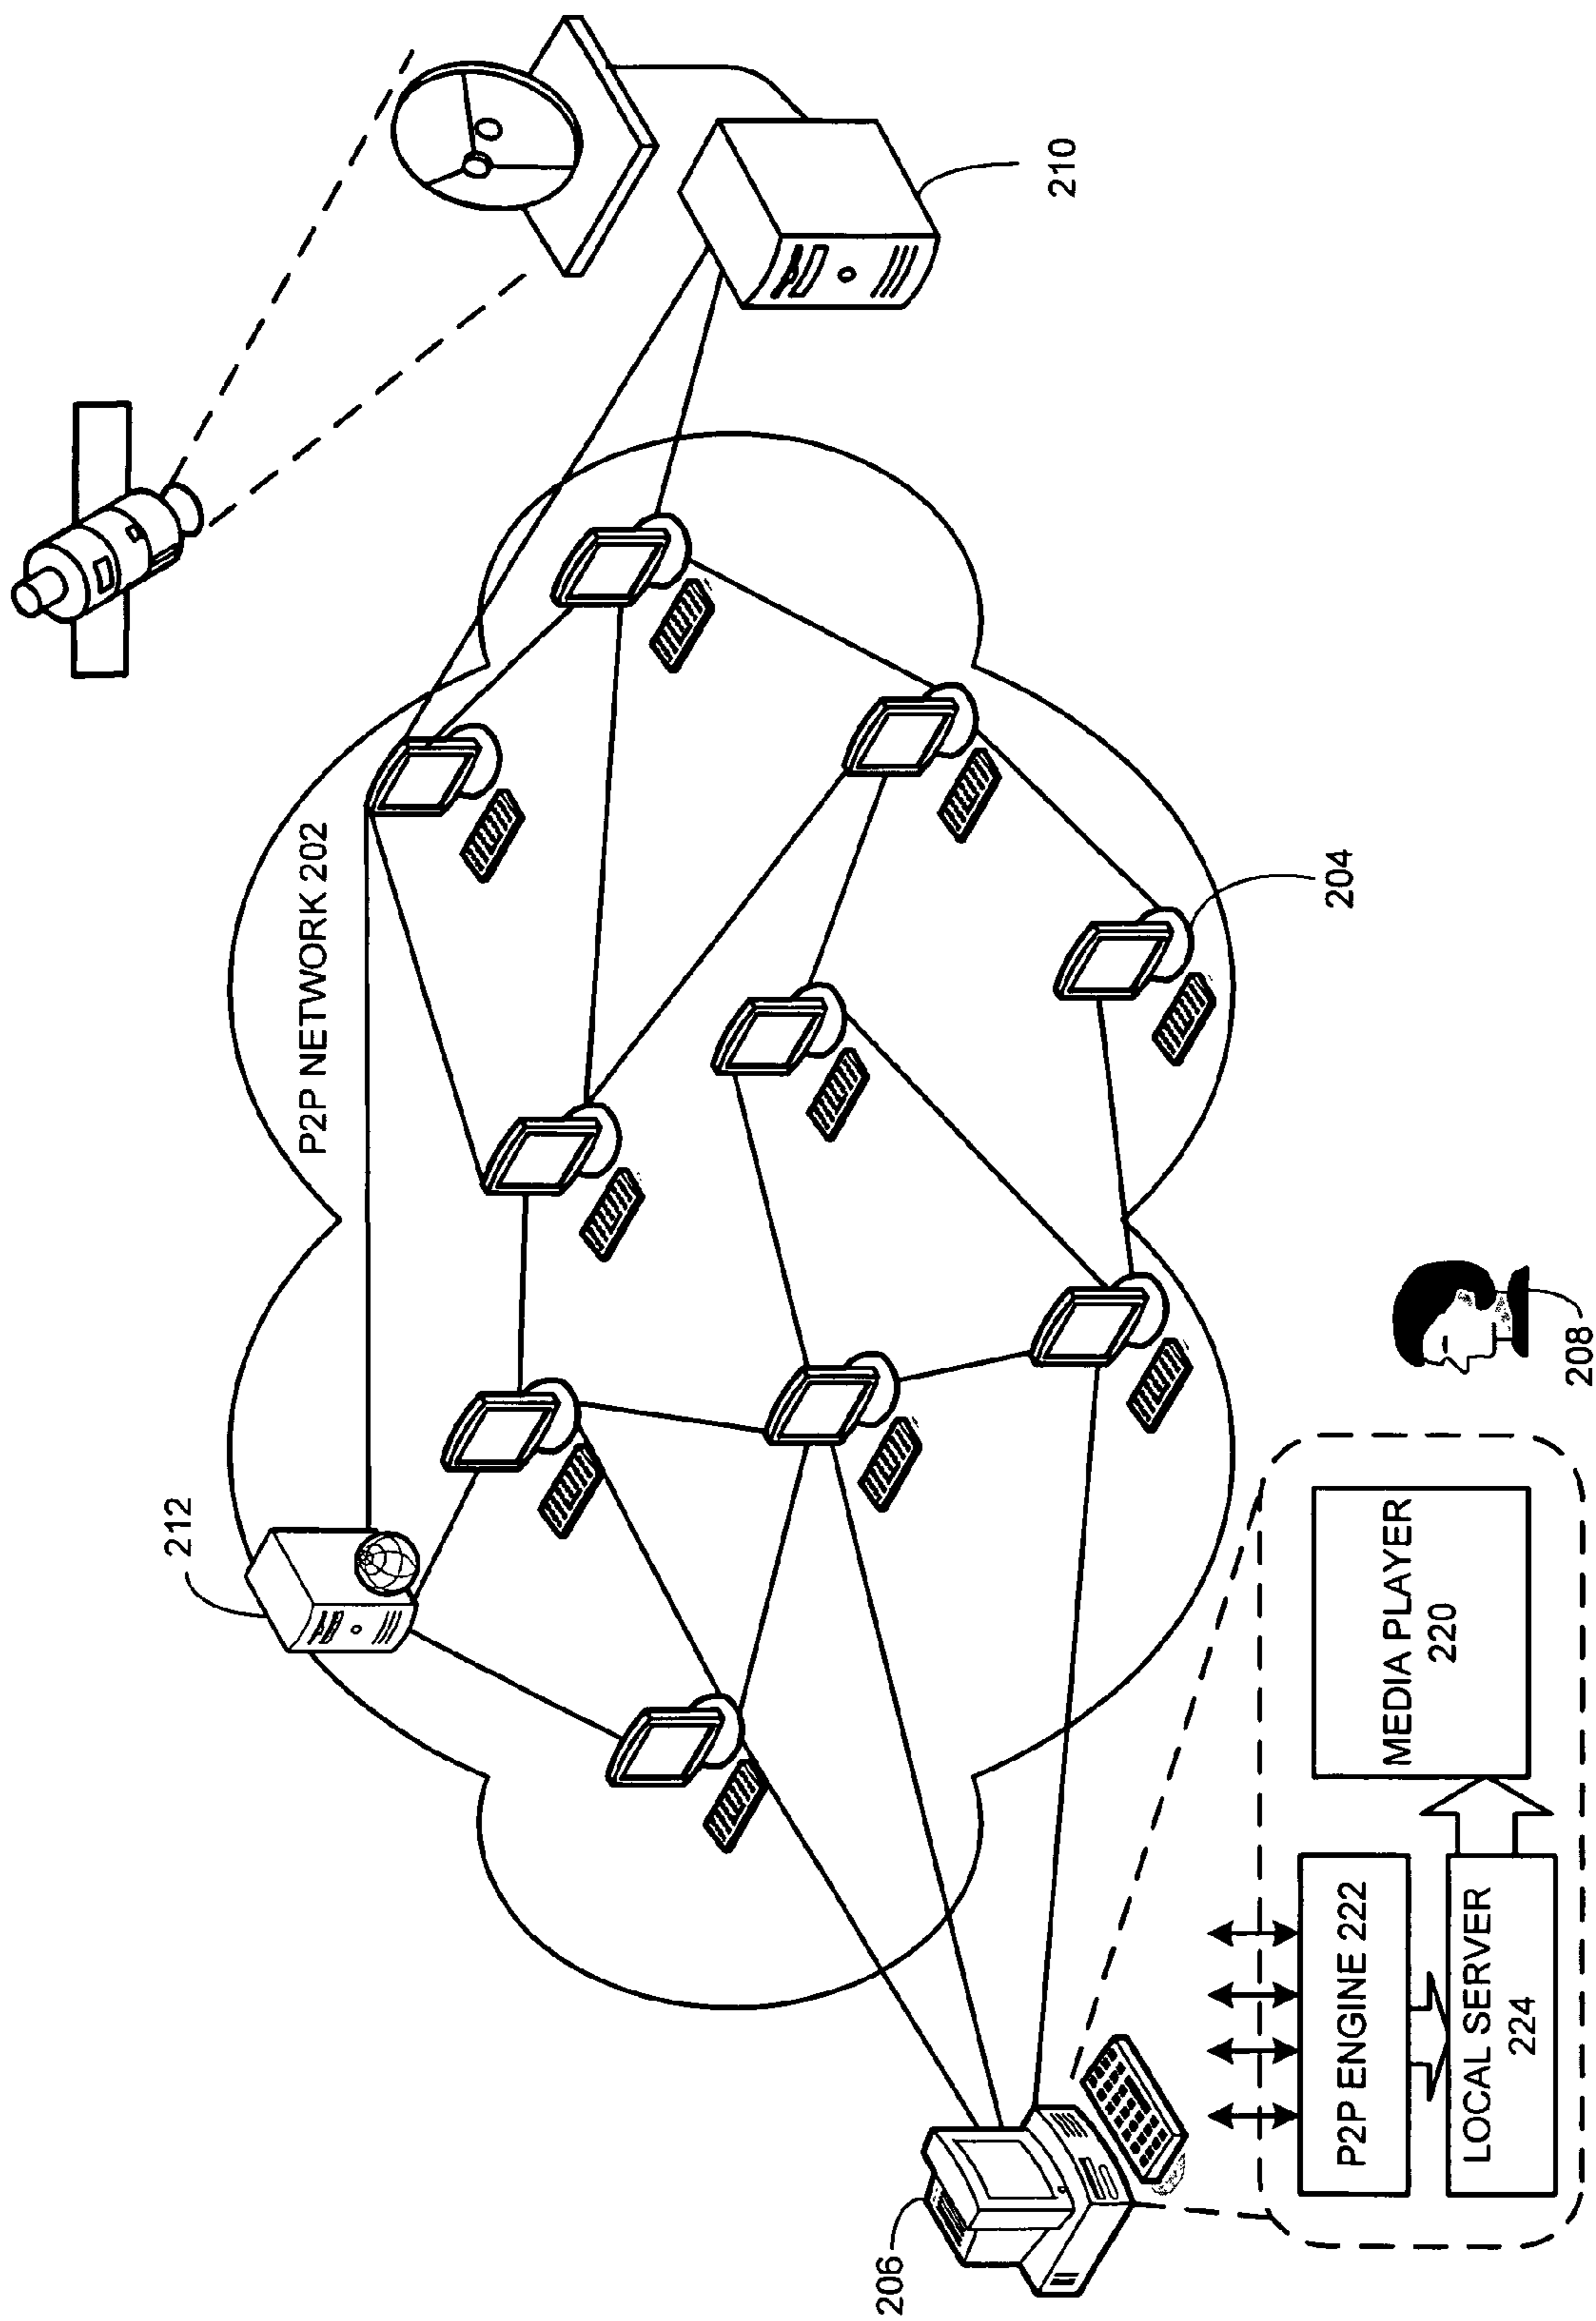 212
P2P NETWORK 202
210
204
206
P2P ENGINE 222
LOCAL SERVER
224
MEDIA PLAYER
220
208